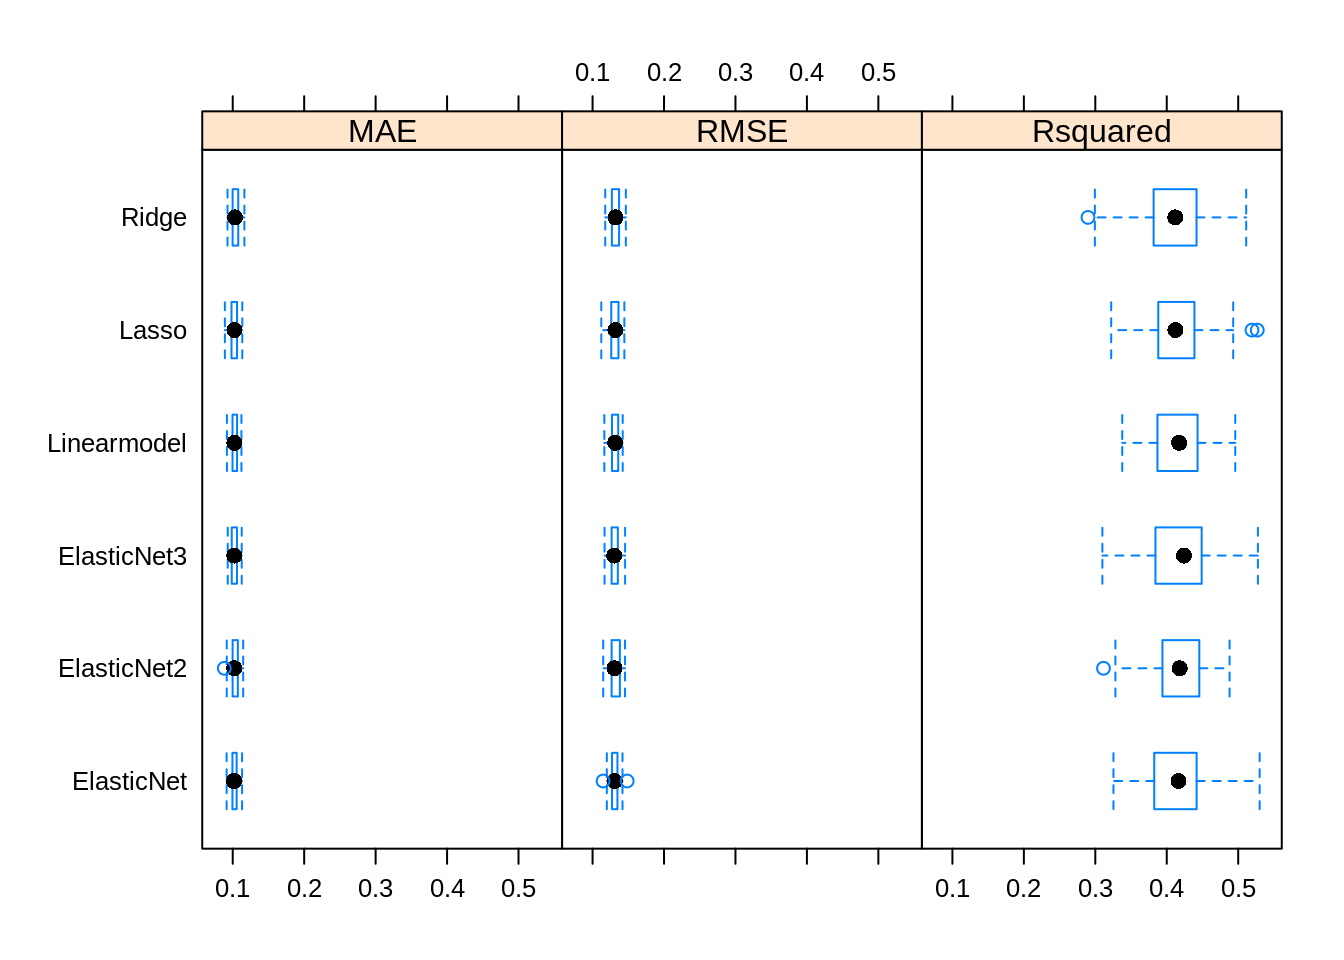 0.1 0.2 0.3 0.4 0.5
MAE RMSE Rsquared
Ridge
Lasso
Linearmodel
ElasticNet3
ElasticNet2
ElasticNet
0.1 0.2 0.3 0.4 0.5 0.1 0.2 0.3 0.4 0.5